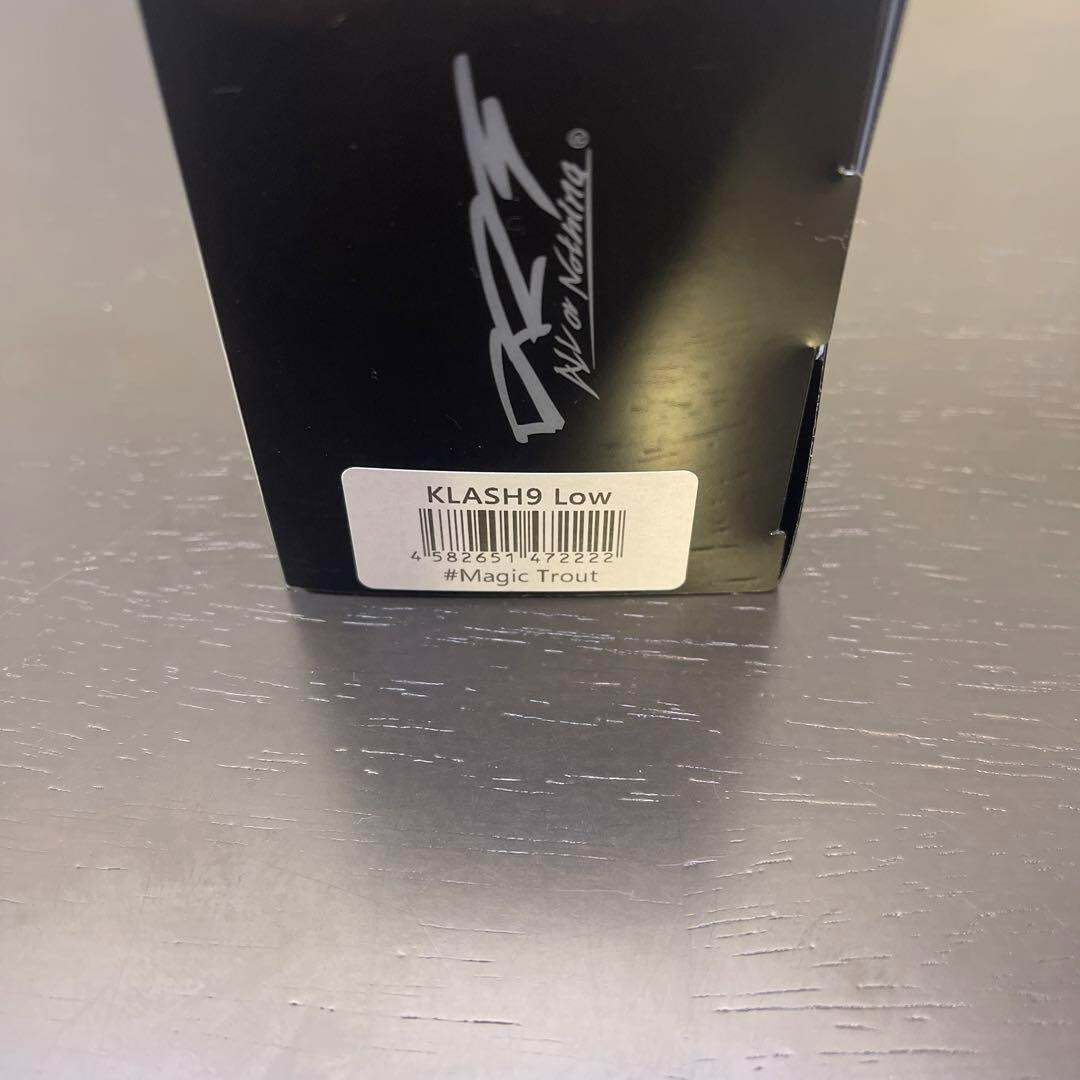 All or Nothing®
KLASH9 Low
4 582651 472222
#Magic Trout